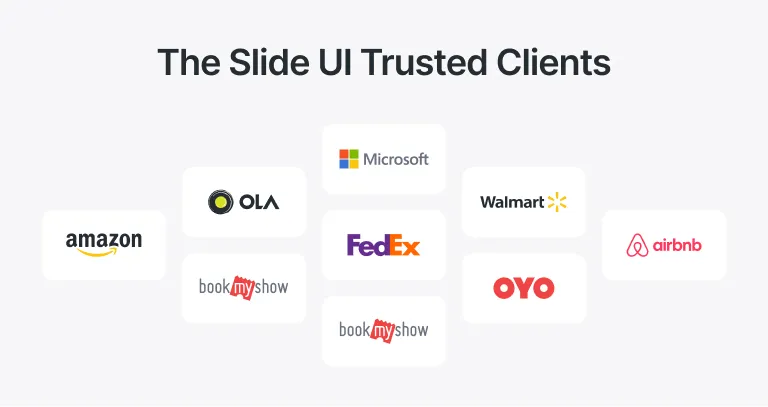 The Slide UI Trusted Clients
Microsoft
OLA
Walmart
amazon
FedEx
airbnb
bookmyshow
OYO
bookmyshow